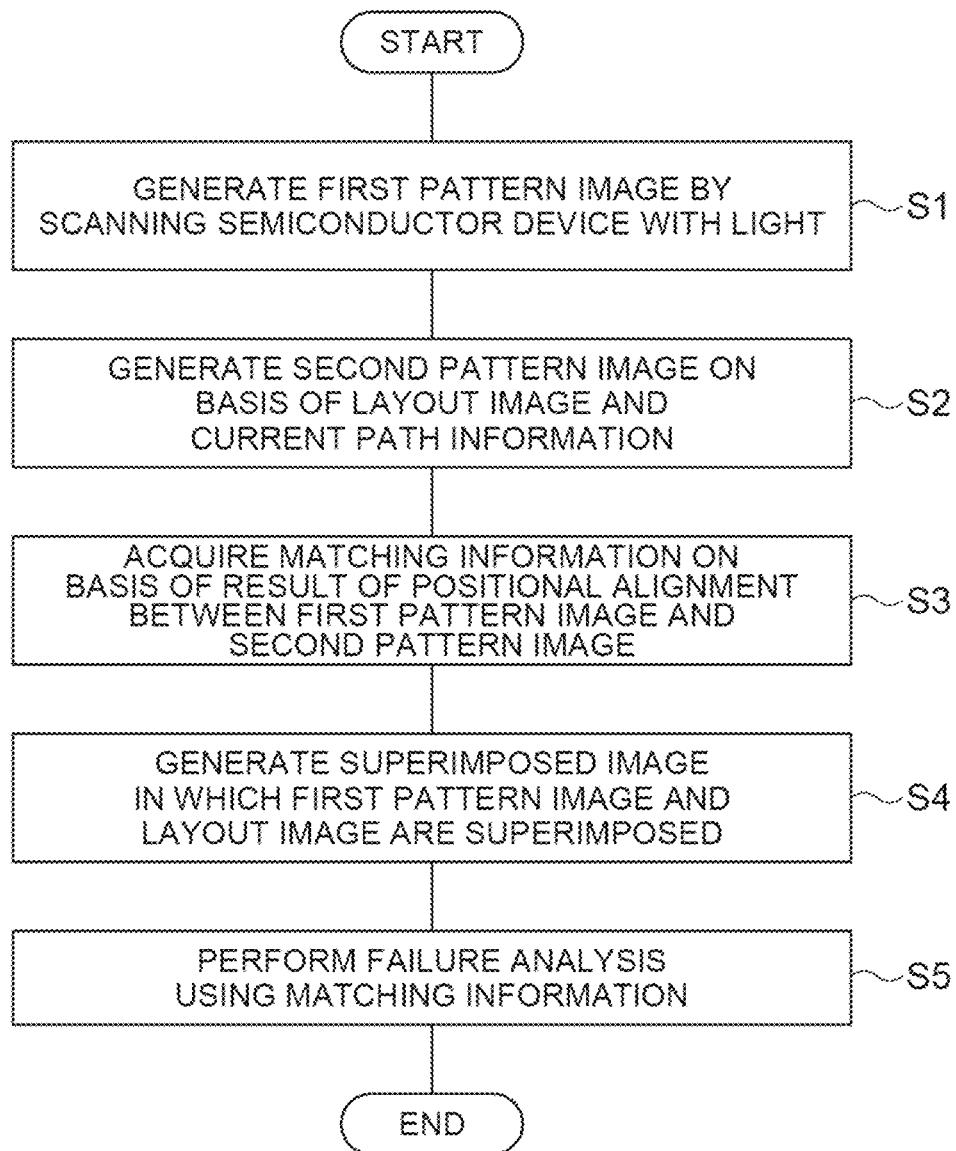 START
GENERATE FIRST PATTERN IMAGE BY
SCANNING SEMICONDUCTOR DEVICE WITH LIGHT
S1
GENERATE SECOND PATTERN IMAGE ON
BASIS OF LAYOUT IMAGE AND
CURRENT PATH INFORMATION
S2
ACQUIRE MATCHING INFORMATION ON
BASIS OF RESULT OF POSITIONAL ALIGNMENT
BETWEEN FIRST PATTERN IMAGE AND
SECOND PATTERN IMAGE
S3
GENERATE SUPERIMPOSED IMAGE
IN WHICH FIRST PATTERN IMAGE AND
LAYOUT IMAGE ARE SUPERIMPOSED
S4
PERFORM FAILURE ANALYSIS
USING MATCHING INFORMATION
S5
END